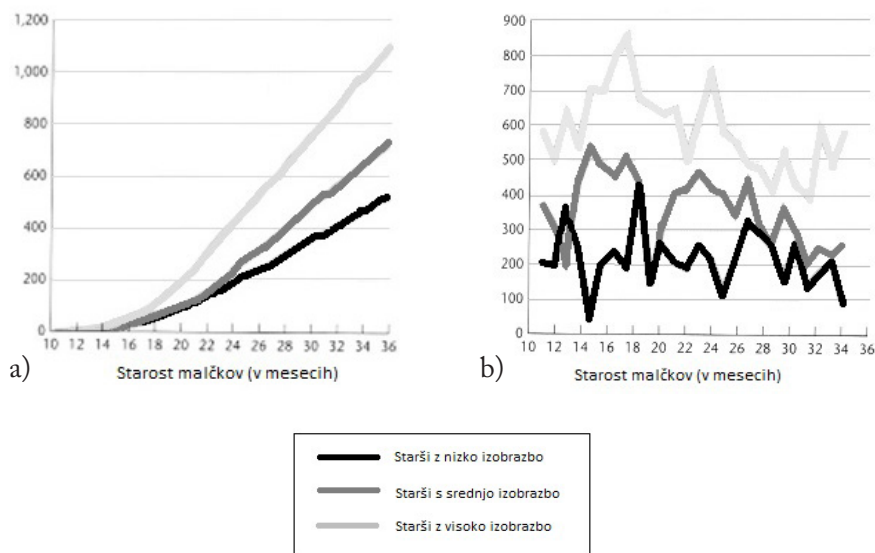 1,200
1,000
800
600
400
200
0
10 12 14 16 18 20 22 24 26 28 30 32 34 36
a)
Starost malčkov (v mesecih)
900
800
700
600
500
400
300
200
100
0
10 12 14 16 18 20 22 24 26 28 30 32 34 36
b)
Starost malčkov (v mesecih)
Starši z nizko izobrazbo
Starši s srednjo izobrazbo
Starši z visoko izobrazbo